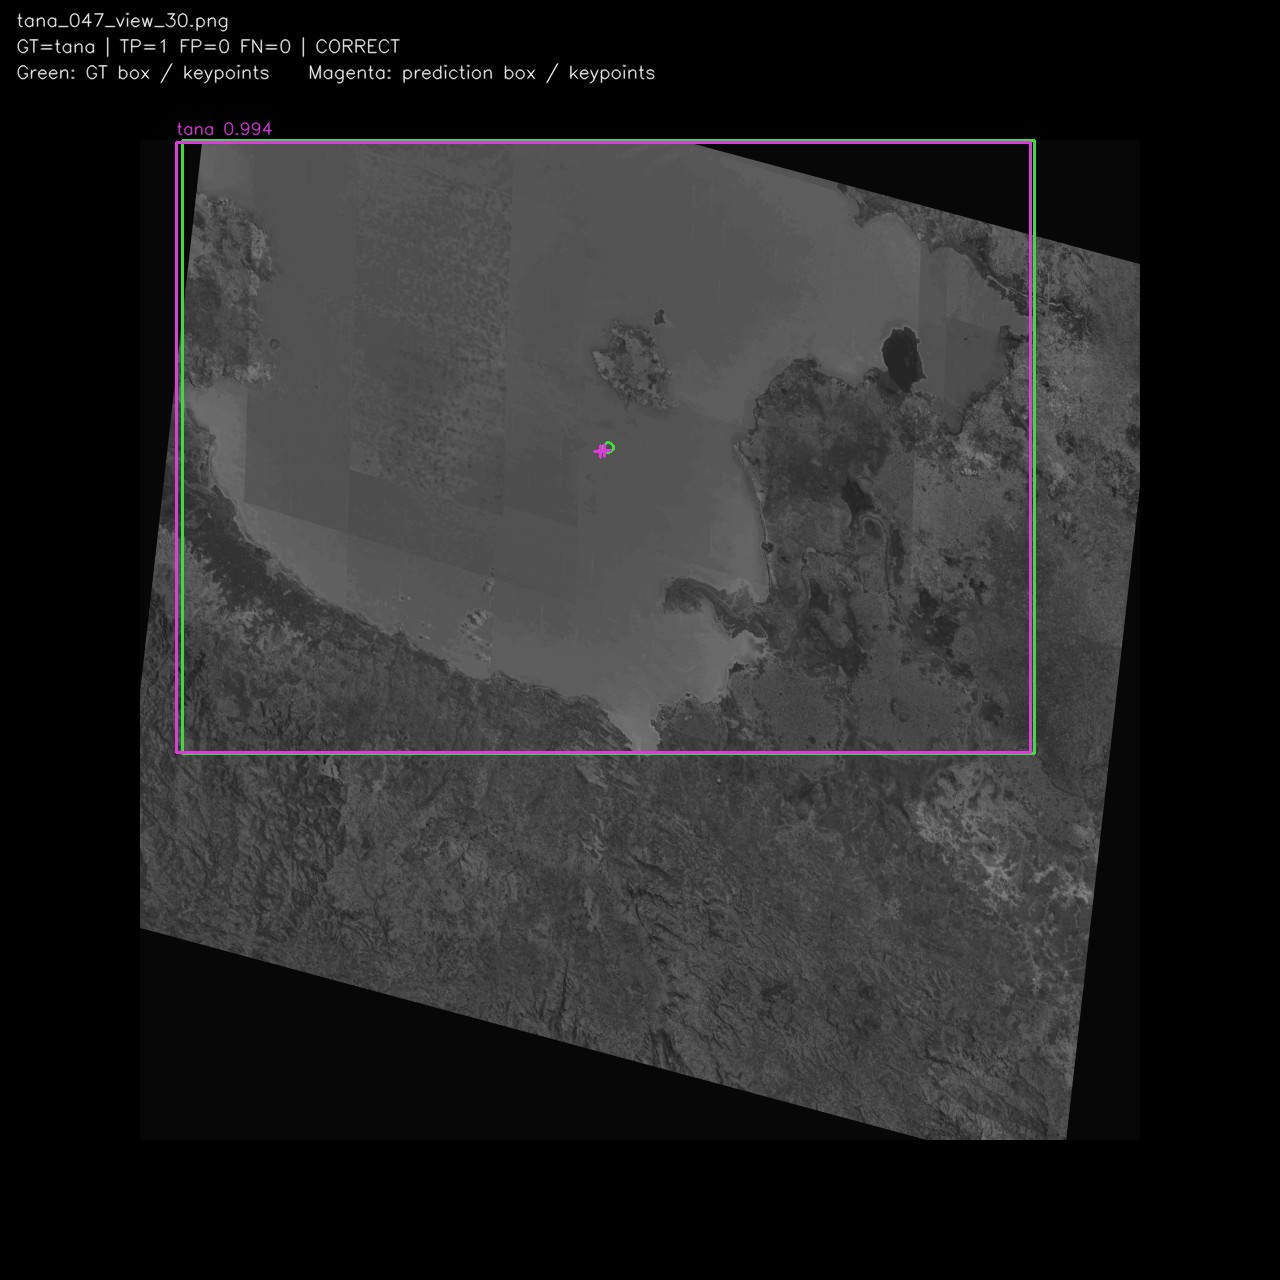 tana_047_view_30.png
GT=tana | TP=1 FP=0 FN=0 | CORRECT
Green: GT box / keypoints    Magenta: prediction box / keypoints
tana 0.994